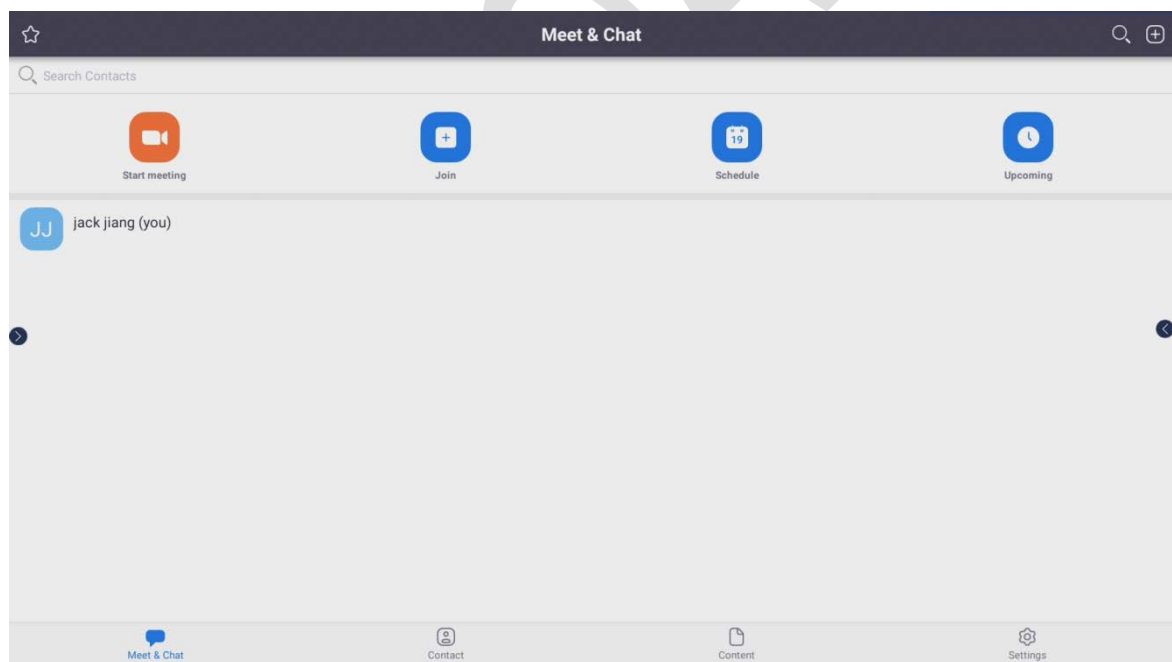 Meet & Chat
Search Contacts
19
Start meeting
Join
Schedule
Upcoming
JJ
jack jiang (you)
Meet & Chat
Contact
Content
Settings